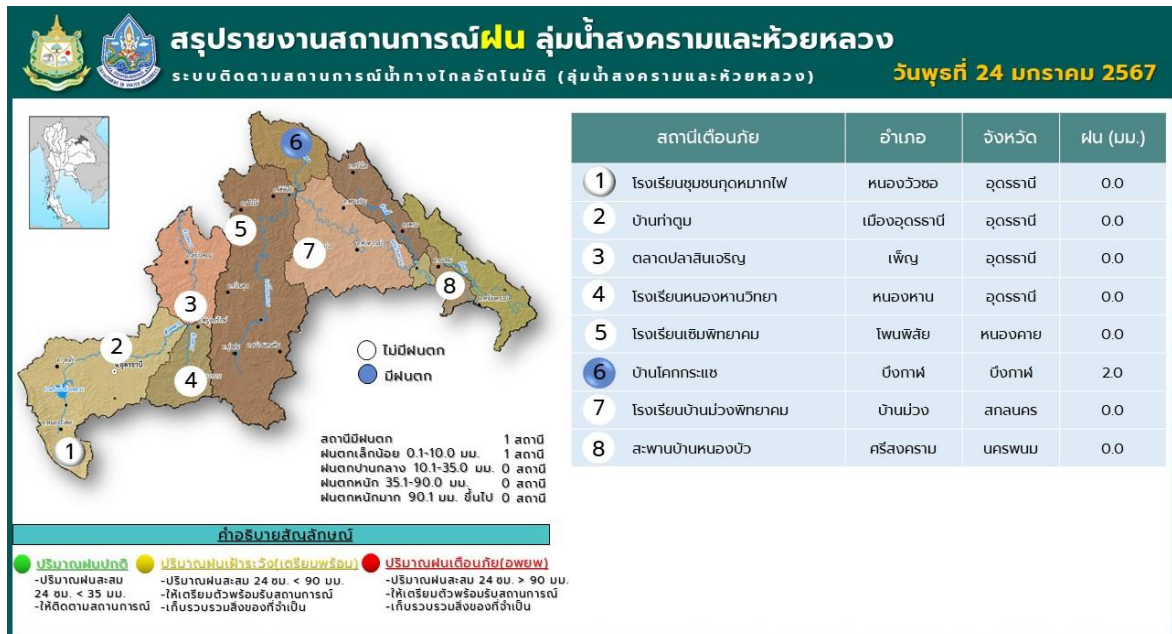 สรุปรายงานสถานการณ์ฝน ลุ่มน้ำสงครามและห้วยหลวง
ระบบติดตามสถานการณ์น้ำทางไกลอัตโนมัติ (ลุ่มน้ำสงครามและห้วยหลวง)
วันพุธที่ 24 มกราคม 2567
สถานีเตือนภัย อำเภอ จังหวัด ฝน (มม.)
1 โรงเรียนชุมชนกุดหมากไฟ หนองวัวซอ อุดรธานี 0.0
2 บ้านท่าตูม เมืองอุดรธานี อุดรธานี 0.0
3 ตลาดปลาสินเจริญ เพ็ญ อุดรธานี 0.0
4 โรงเรียนหนองหานวิทยา หนองหาน อุดรธานี 0.0
5 โรงเรียนเซิมพิทยาคม โพนพิสัย หนองคาย 0.0
6 บ้านโคกกระแซ บึงกาฬ บึงกาฬ 2.0
7 โรงเรียนบ้านม่วงพิทยาคม บ้านม่วง สกลนคร 0.0
8 สะพานบ้านหนองบัว ศรีสงคราม นครพนม 0.0
6
5
7
8
3
2
4
1
จ.อุดรธานี
ไม่มีฝนตก
มีฝนตก
สถานีมีฝนตก 1 สถานี
ฝนตกเล็กน้อย 0.1-10.0 มม. 1 สถานี
ฝนตกปานกลาง 10.1-35.0 มม. 0 สถานี
ฝนตกหนัก 35.1-90.0 มม. 0 สถานี
ฝนตกหนักมาก 90.1 มม. ขึ้นไป 0 สถานี
คำอธิบายสัญลักษณ์
ปริมาณฝนปกติ
-ปริมาณฝนสะสม
24 ชม. < 35 มม.
-ให้ติดตามสถานการณ์
ปริมาณฝนเฝ้าระวัง(เตรียมพร้อม)
-ปริมาณฝนสะสม 24 ชม. < 90 มม.
-ให้เตรียมตัวพร้อมรับสถานการณ์
-เก็บรวบรวมสิ่งของที่จำเป็น
ปริมาณฝนเตือนภัย(อพยพ)
-ปริมาณฝนสะสม 24 ชม. > 90 มม.
-ให้เตรียมตัวพร้อมรับสถานการณ์
-เก็บรวบรวมสิ่งของที่จำเป็น